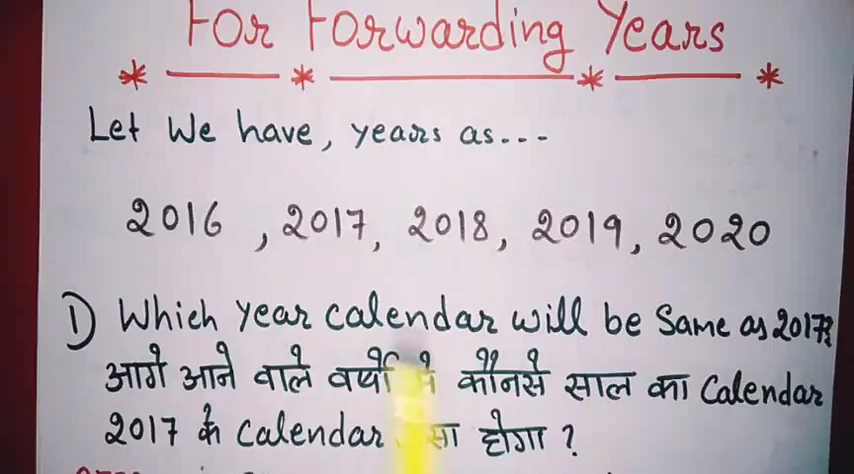 For Forwarding Years
Let We have, years as...
2016, 2017, 2018, 2019, 2020
1) Which year calendar will be Same as 2017?
आगे आने वाले वर्षों में कौनसे साल का Calendar
2017 के Calendar सा होगा ?